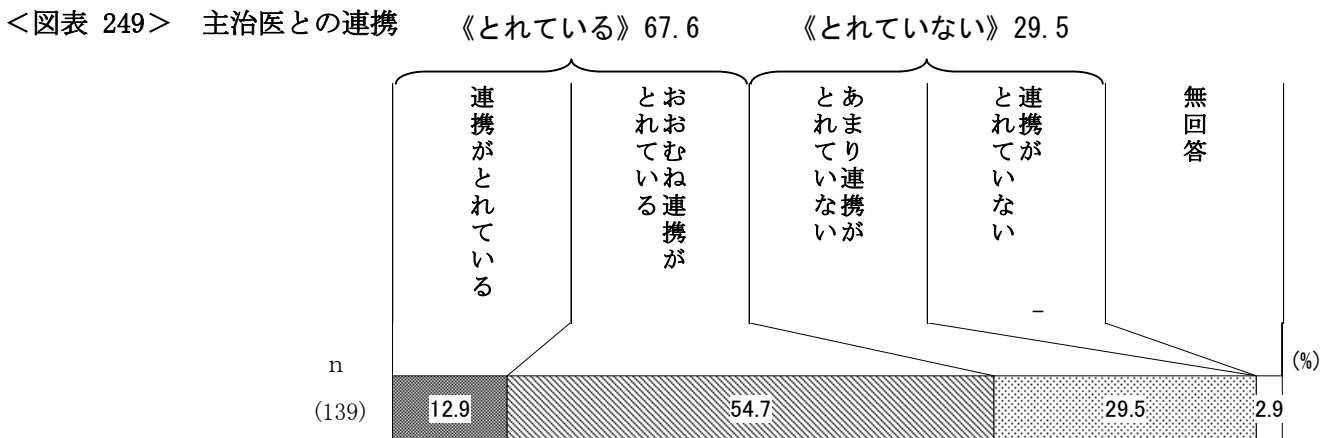 ＜図表 249＞　主治医との連携
《とれている》67.6　《とれていない》29.5
連携がとれている
おおむね連携が
とれている
あまり連携が
とれていない
連携が
とれていない
無回答
－
(%)
n
(139)
12.9　54.7　29.5　2.9